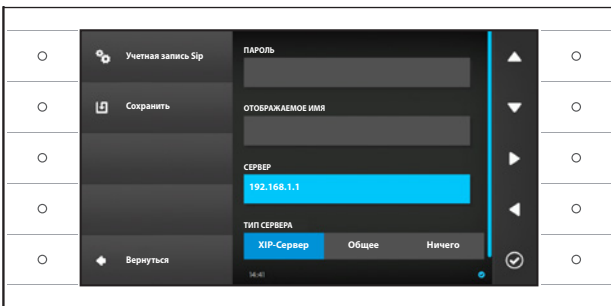 Учетная запись Sip
Сохранить
Вернуться
ПАРОЛЬ
ОТОБРАЖАЕМОЕ ИМЯ
СЕРВЕР
192.168.1.1
ТИП СЕРВЕРА
XIP-Сервер Общее Ничего
14:41